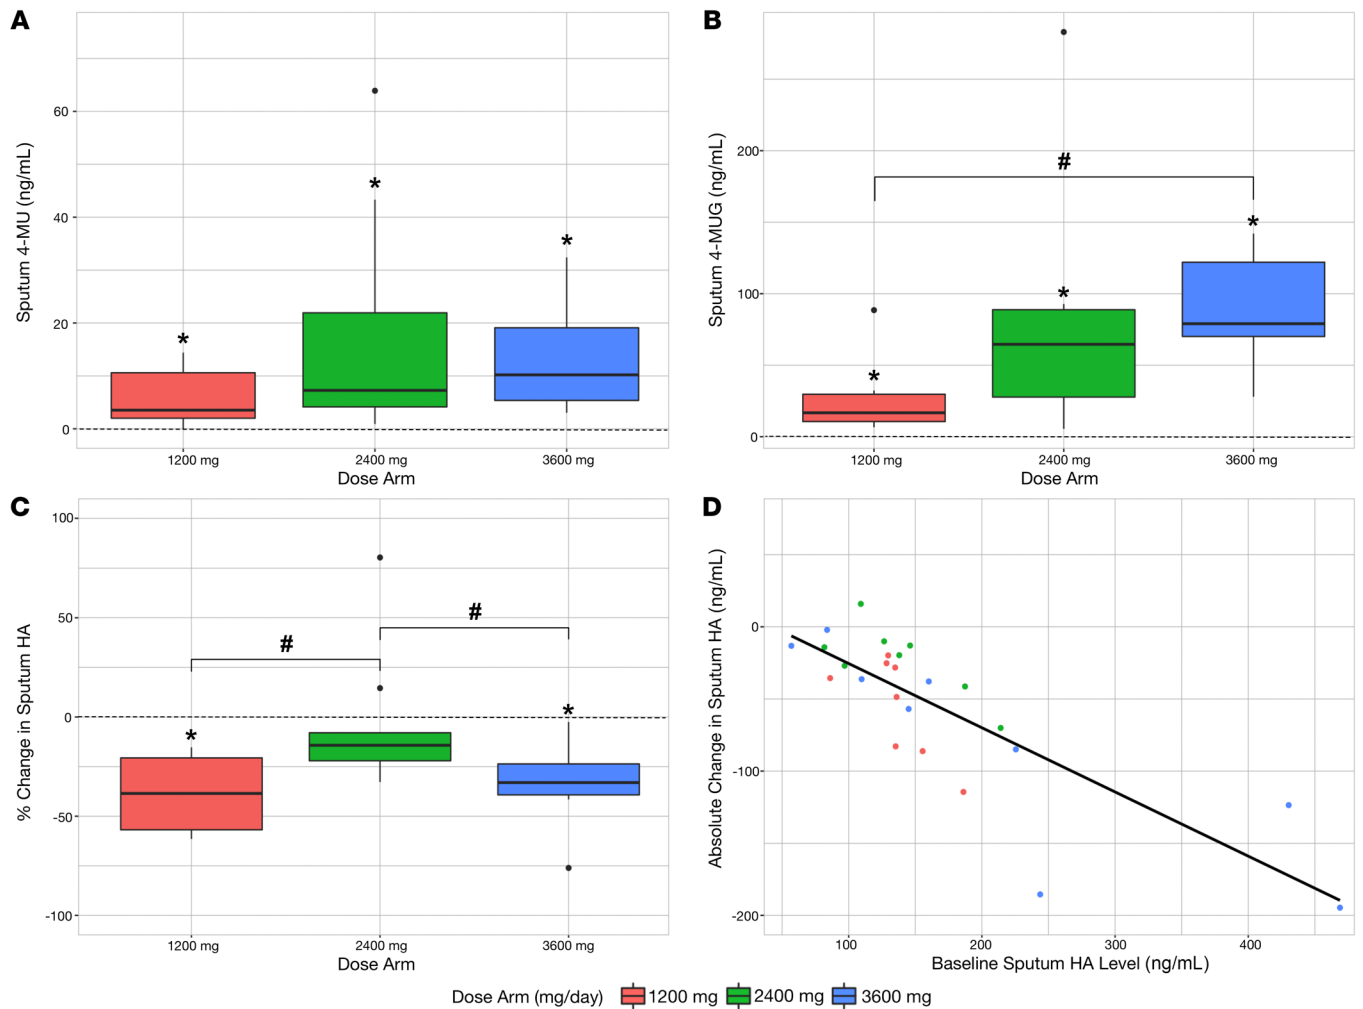 A
Sputum 4-MU (ng/mL)
60
40
20
0
*
*
*
1200 mg
2400 mg
3600 mg
Dose Arm
B
Sputum 4-MUG (ng/mL)
200
100
0
#
*
*
*
1200 mg
2400 mg
3600 mg
Dose Arm
C
% Change in Sputum HA
100
50
0
-50
-100
#
#
*
*
1200 mg
2400 mg
3600 mg
Dose Arm
D
Absolute Change in Sputum HA (ng/mL)
0
-100
-200
100
200
300
400
Baseline Sputum HA Level (ng/mL)
Dose Arm (mg/day)
1200 mg
2400 mg
3600 mg